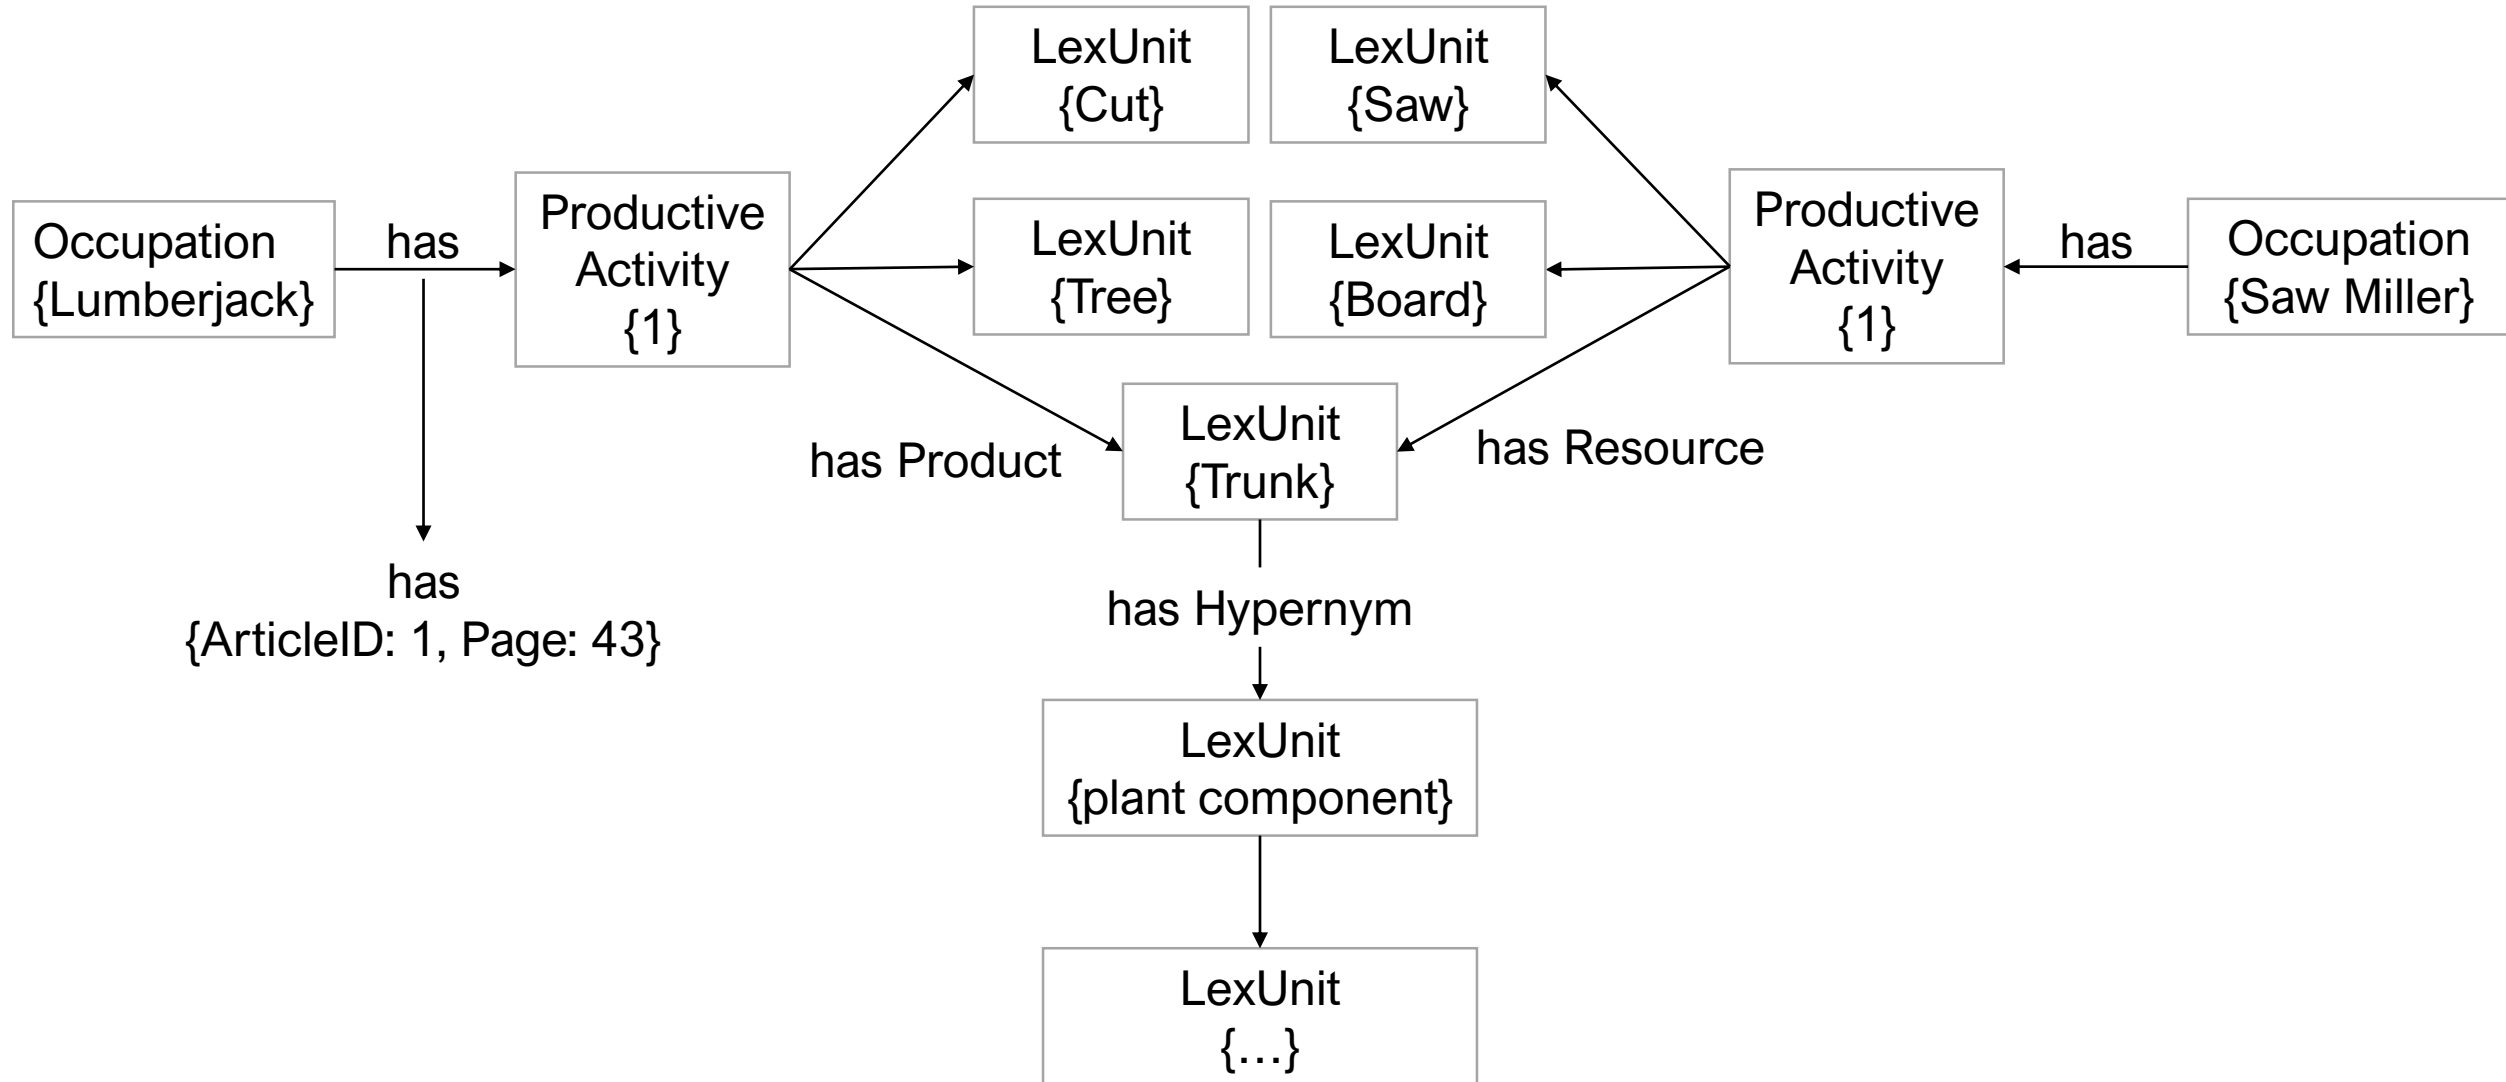 LexUnit
{Cut}
LexUnit
{Saw}
Occupation
{Lumberjack}
has
Productive
Activity
{1}
LexUnit
{Tree}
LexUnit
{Board}
Productive
Activity
{1}
has
Occupation
{Saw Miller}
has Product
LexUnit
{Trunk}
has Resource
has
{ArticleID: 1, Page: 43}
has Hypernym
LexUnit
{plant component}
LexUnit
{...}